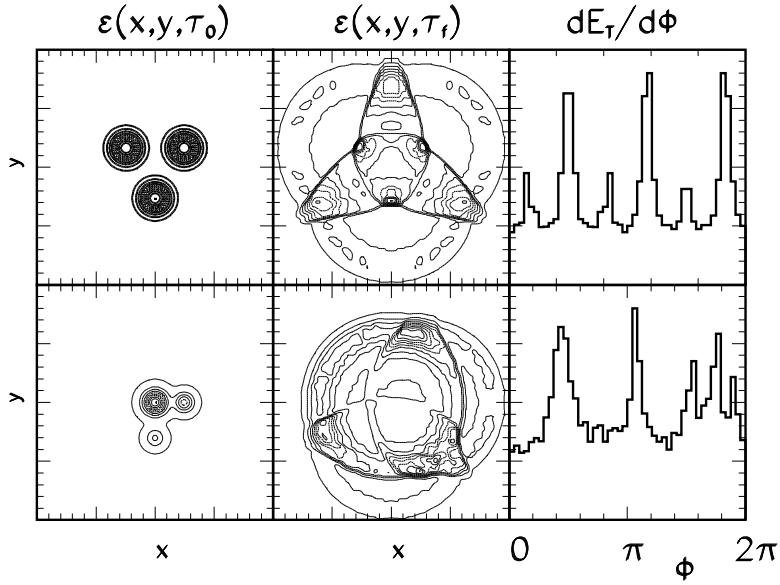 ε(x,y,τ₀) ε(x,y,τ_f) dE_T/dΦ
y
y
x x 0 π 2π
Φ